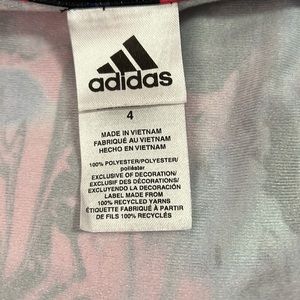 adidas
4
MADE IN VIETNAM
FABRIQUÉ AU VIETNAM
HECHO EN VIETNAM
100% POLYESTER/POLYESTER/
poliéster
EXCLUSIVE OF DECORATION/
EXCLUSIF DES DÉCORATIONS/
EXCLUYENDO LA DECORACIÓN
LABEL MADE FROM
100% RECYCLED YARNS
ÉTIQUETTE FABRIQUÉ À PARTIR
DE FILS 100% RECYCLÉS